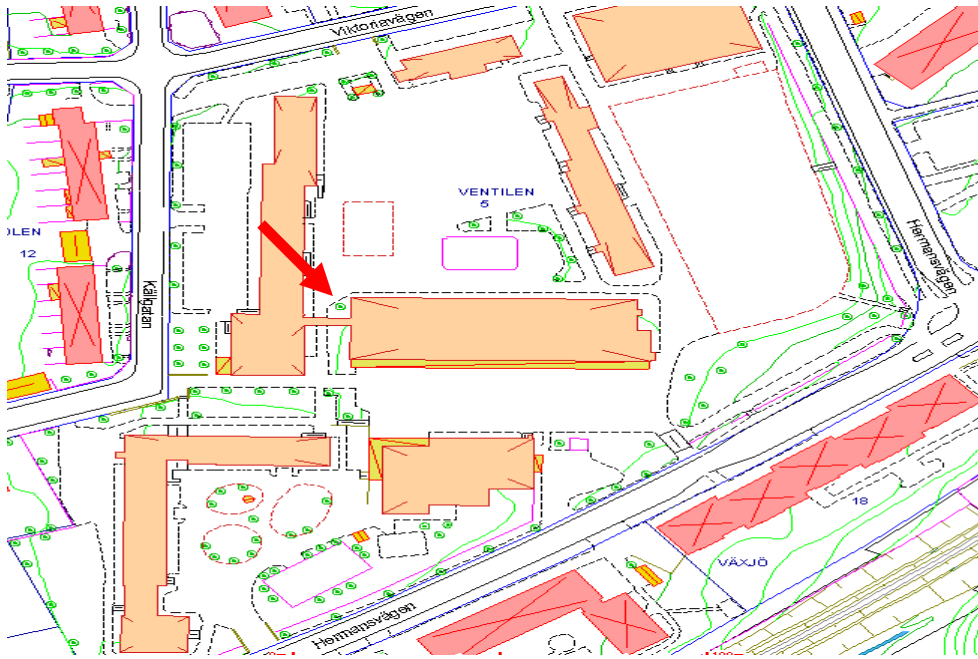 Viktoriavägen
VENTILEN
5
OLEN
12
Källgatan
Hermansvägen
18
VÄXJÖ
Hermansvägen